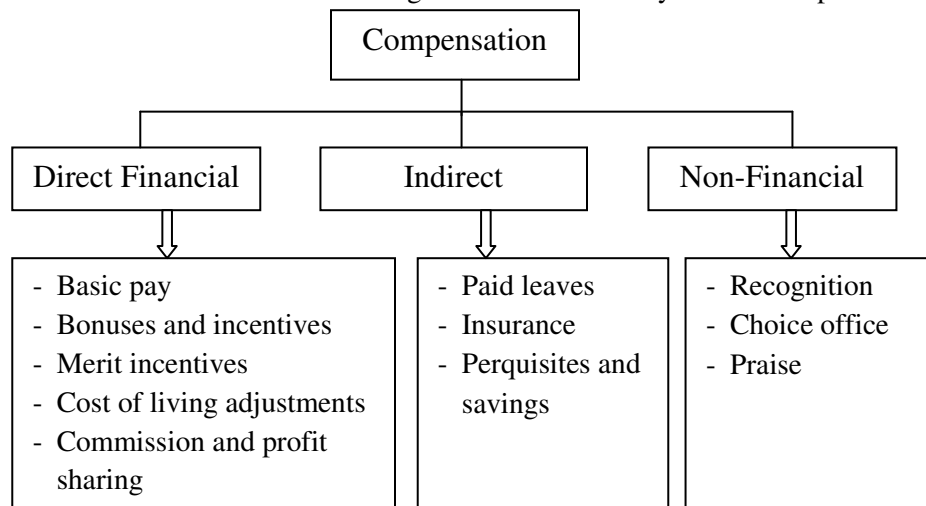 Compensation
Direct Financial
Indirect
Non-Financial
- Basic pay
- Bonuses and incentives
- Merit incentives
- Cost of living adjustments
- Commission and profit
sharing
- Paid leaves
- Insurance
- Perquisites and
savings
- Recognition
- Choice office
- Praise